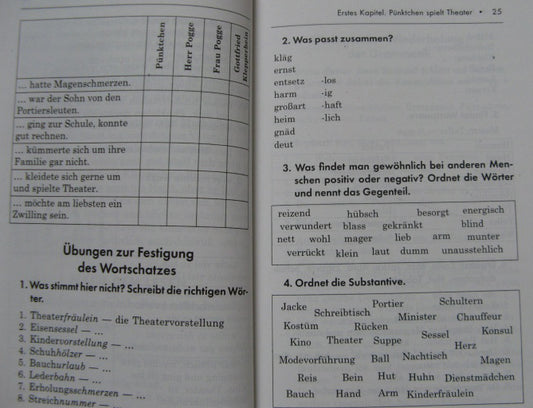 Pünktchen
Herr Pogge
Frau Pogge
Gottfried
Klepperbein
... hatte Magenschmerzen.
... war der Sohn von den
Portiersleuten.
... ging zur Schule, konnte
gut rechnen.
... kümmerte sich um ihre
Familie gar nicht.
... kleidete sich gerne um
und spielte Theater.
... möchte am liebsten ein
Zwilling sein.
Übungen zur Festigung
des Wortschatzes
1. Was stimmt hier nicht? Schreibt die richtigen Wör-
ter.
1. Theaterfräulein — die Theatervorstellung
2. Eisensessel — ...
3. Kindervorstellung — ...
4. Schuhhölzer — ...
5. Bauchurlaub — ...
6. Lederbahn — ...
7. Erholungsschmerzen — ...
8. Streichnummer — ...
Erstes Kapitel. Pünktchen spielt Theater • 25
2. Was passt zusammen?
kläg
ernst
entsetz -los
harm -ig
großart -haft
heim -lich
gnäd
deut
3. Was findet man gewöhnlich bei anderen Men-
schen positiv oder negativ? Ordnet die Wörter
und nennt das Gegenteil.
reizend hübsch besorgt energisch
verwundert blass gekränkt blind
nett wohl mager lieb arm munter
verrückt klein laut dumm unausstehlich
4. Ordnet die Substantive.
Jacke Portier Schultern
Schreibtisch Minister Chauffeur
Kostüm Rücken
Kino Theater Suppe Sessel Konsul
Herz
Modevorführung Ball Nachtisch Magen
Reis Bein Hut Huhn Dienstmädchen
Bauch Hand Arm Kinderfräulein